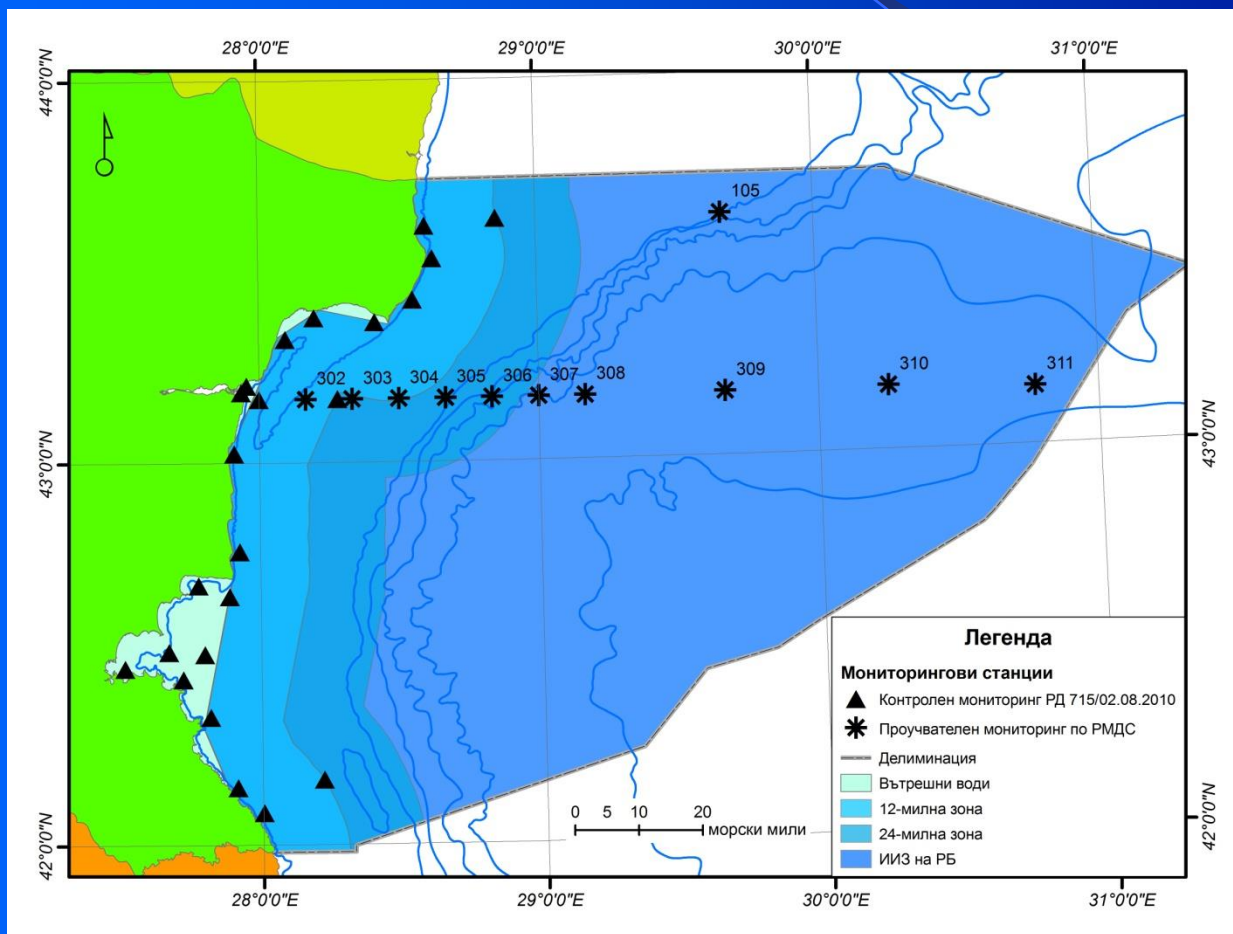 28°0'0"E
29°0'0"E
30°0'0"E
31°0'0"E
44°0'0"N
44°0'0"N
105
302
303
304
305
306
307
308
309
310
311
43°0'0"N
43°0'0"N
42°0'0"N
42°0'0"N
0 5 10 20
морски мили
Легенда
Мониторингови станции
Контролен мониторинг РД 715/02.08.2010
Проучвателен мониторинг по РМДС
Делиминация
Вътрешни води
12-милна зона
24-милна зона
ИИЗ на РБ
28°0'0"E
29°0'0"E
30°0'0"E
31°0'0"E